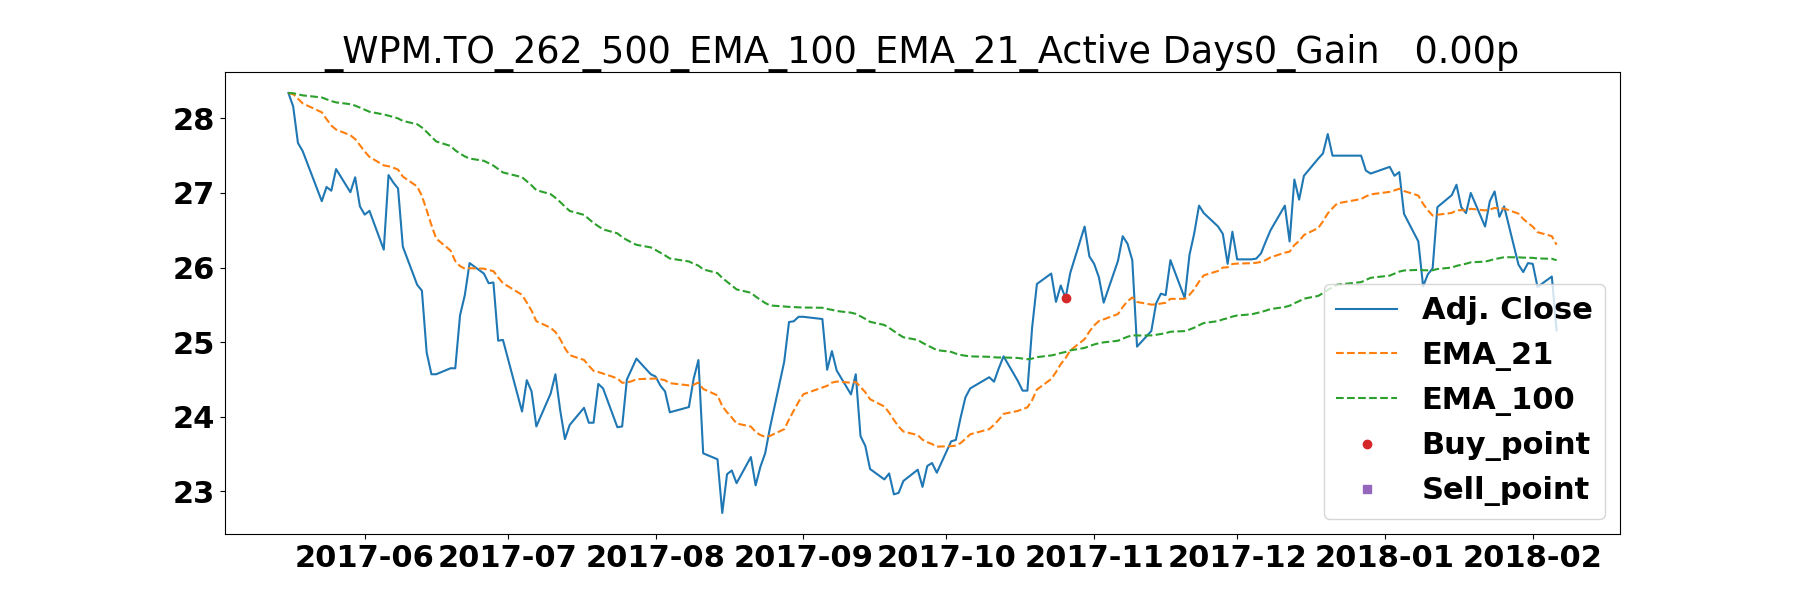 _WPM.TO_262_500_EMA_100_EMA_21_Active Days0_Gain   0.00p
28
27
26
25
24
23
Adj. Close
EMA_21
EMA_100
Buy_point
Sell_point
2017-06 2017-07 2017-08 2017-09 2017-10 2017-11 2017-12 2018-01 2018-02